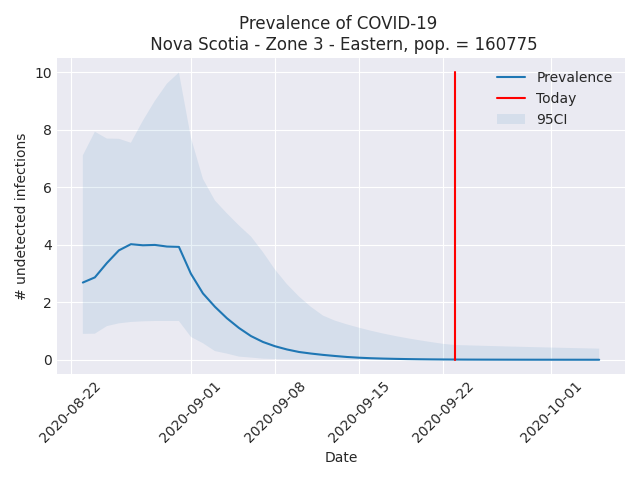 Prevalence of COVID-19
Nova Scotia - Zone 3 - Eastern, pop. = 160775
# undetected infections
10
8
6
4
2
0
Prevalence
Today
95CI
2020-08-22
2020-09-01
2020-09-08
2020-09-15
2020-09-22
2020-10-01
Date